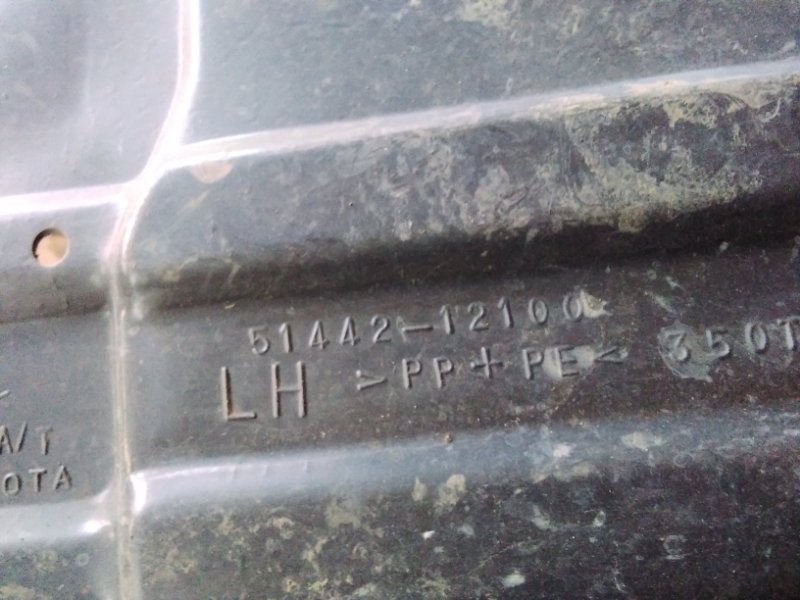 51442-12100
LH >PP+PE< 350T
A/T
OTA